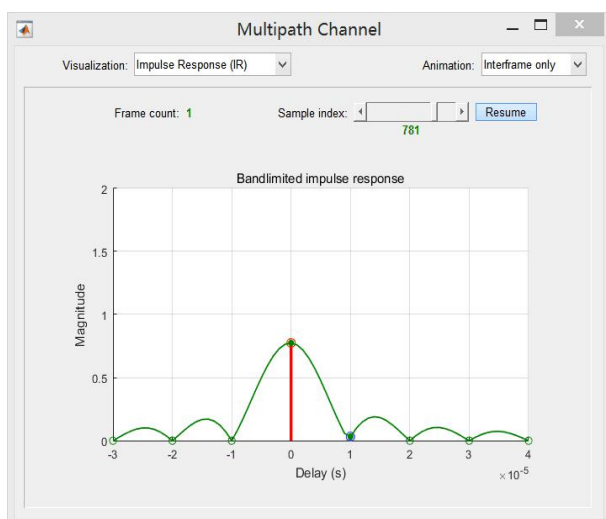 Multipath Channel
Visualization: Impulse Response (IR) Animation: Interframe only
Frame count: 1 Sample index: Resume
781
Bandlimited impulse response
2
1.5
1
0.5
0
Magnitude
-3 -2 -1 0 1 2 3 4
Delay (s)
×10-5